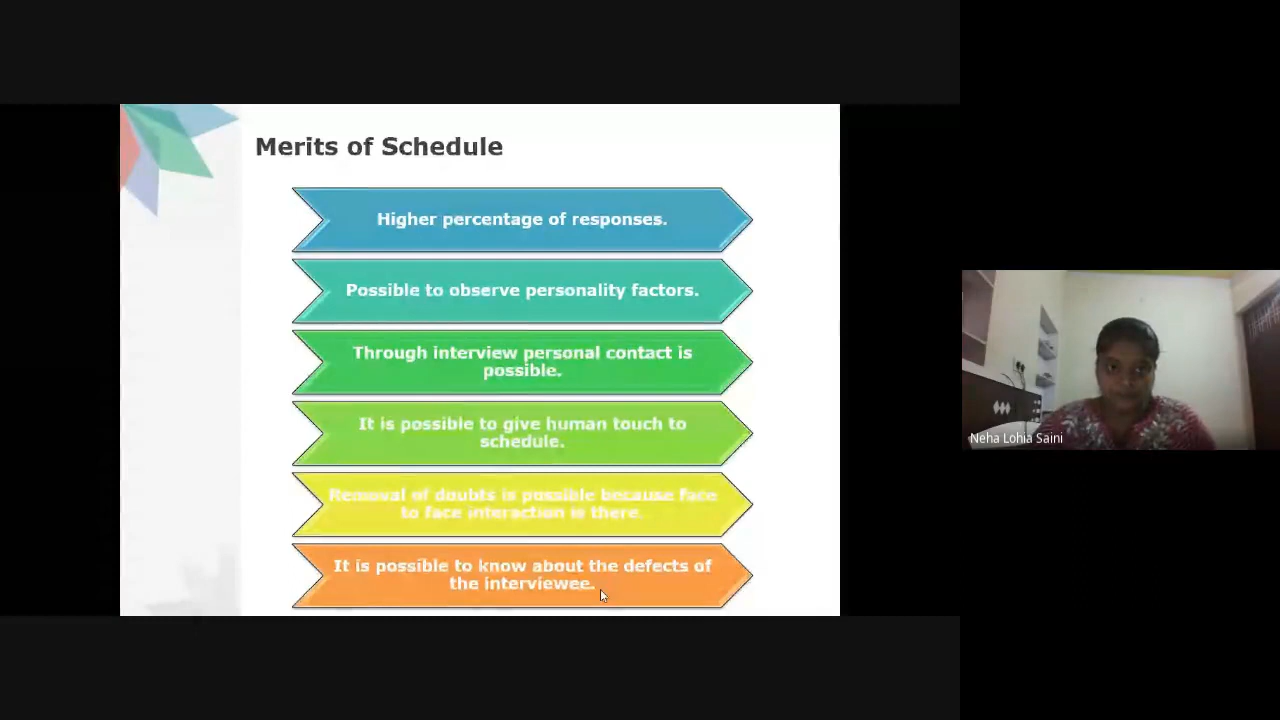 Merits of Schedule
Higher percentage of responses.
Possible to observe personality factors.
Through interview personal contact is
possible.
It is possible to give human touch to
schedule.
Removal of doubts is possible because face
to face interaction is there.
It is possible to know about the defects of
the interviewee.
Neha Lohia Saini